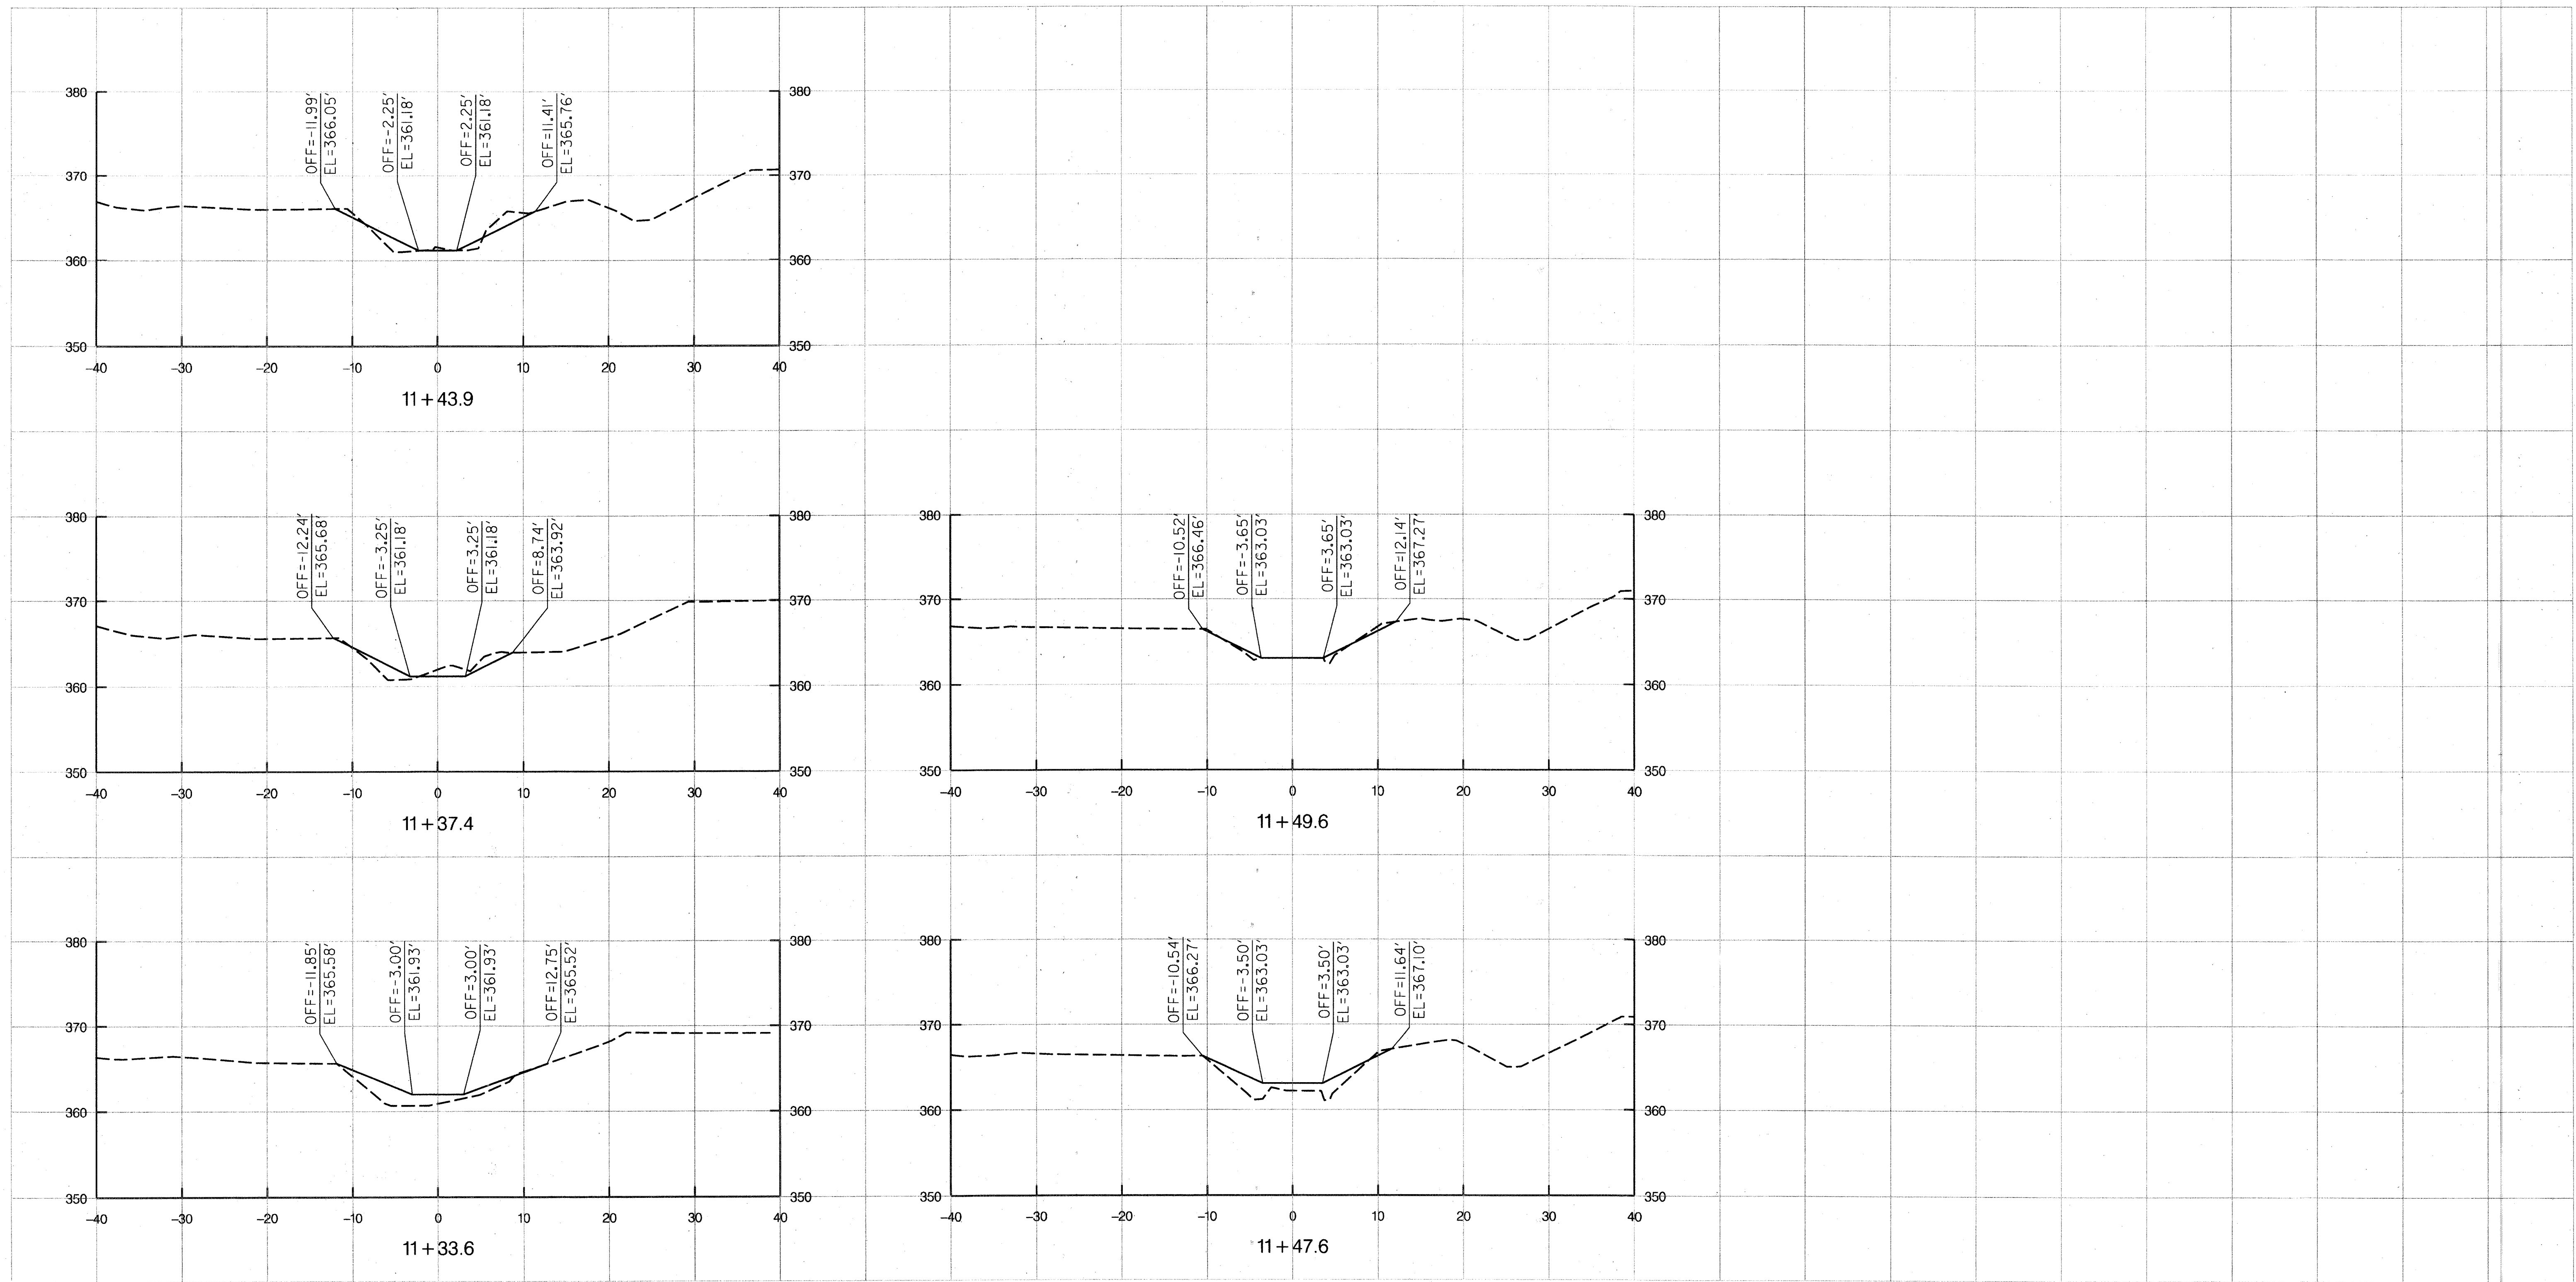 OFF=-11.99'
EL=366.05'
OFF=-2.25'
EL=361.18'
OFF=2.25'
EL=361.18'
OFF=11.41'
EL=365.76'
380 380
370 370
360 360
350 350
-40 -30 -20 -10 0 10 20 30 40
11+43.9
OFF=-12.24'
EL=365.68'
OFF=-3.25'
EL=361.18'
OFF=3.25'
EL=361.18'
OFF=8.74'
EL=363.92'
380 380
370 370
360 360
350 350
-40 -30 -20 -10 0 10 20 30 40
11+37.4
OFF=-10.52'
EL=366.46'
OFF=-3.65'
EL=363.03'
OFF=3.65'
EL=363.03'
OFF=12.14'
EL=367.27'
380 380
370 370
360 360
350 350
-40 -30 -20 -10 0 10 20 30 40
11+49.6
OFF=-11.85'
EL=365.58'
OFF=-3.00'
EL=361.93'
OFF=3.00'
EL=361.93'
OFF=12.75'
EL=365.52'
380 380
370 370
360 360
350 350
-40 -30 -20 -10 0 10 20 30 40
11+33.6
OFF=-10.54'
EL=366.27'
OFF=-3.50'
EL=363.03'
OFF=3.50'
EL=363.03'
OFF=11.64'
EL=367.10'
380 380
370 370
360 360
350 350
-40 -30 -20 -10 0 10 20 30 40
11+47.6